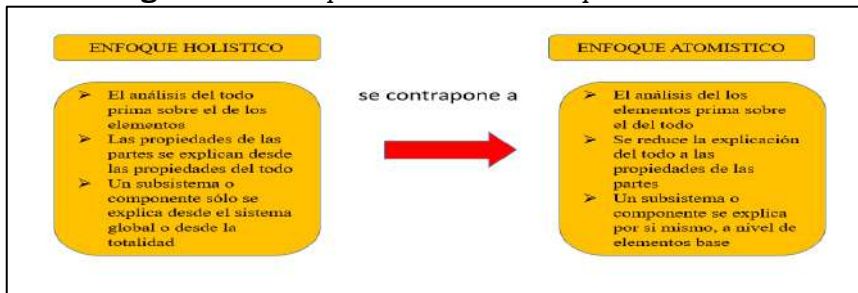 ENFOQUE HOLISTICO
➤ El análisis del todo
prima sobre el de los
elementos
➤ Las propiedades de las
partes se explican desde
las propiedades del todo
➤ Un subsistema o
componente sólo se
explica desde el sistema
global o desde la
totalidad
se contrapone a
ENFOQUE ATOMISTICO
➤ El análisis del los
elementos prima sobre
el del todo
➤ Se reduce la explicación
del todo a las
propiedades de las
partes
➤ Un subsistema o
componente se explica
por si mismo, a nivel de
elementos base